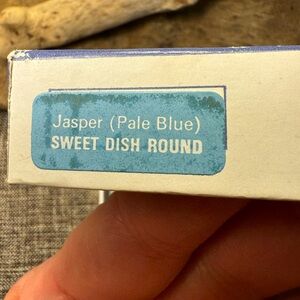 Jasper (Pale Blue)
SWEET DISH ROUND